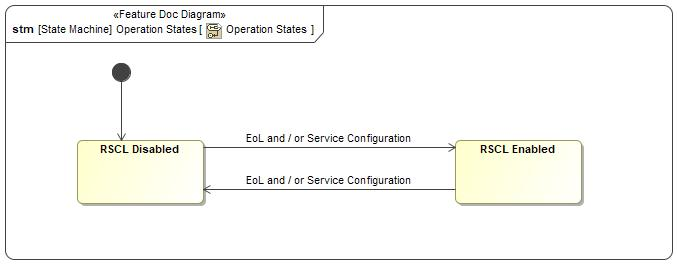 «Feature Doc Diagram»
stm [State Machine] Operation States [ Operation States ]
RSCL Disabled
EoL and / or Service Configuration
RSCL Enabled
EoL and / or Service Configuration